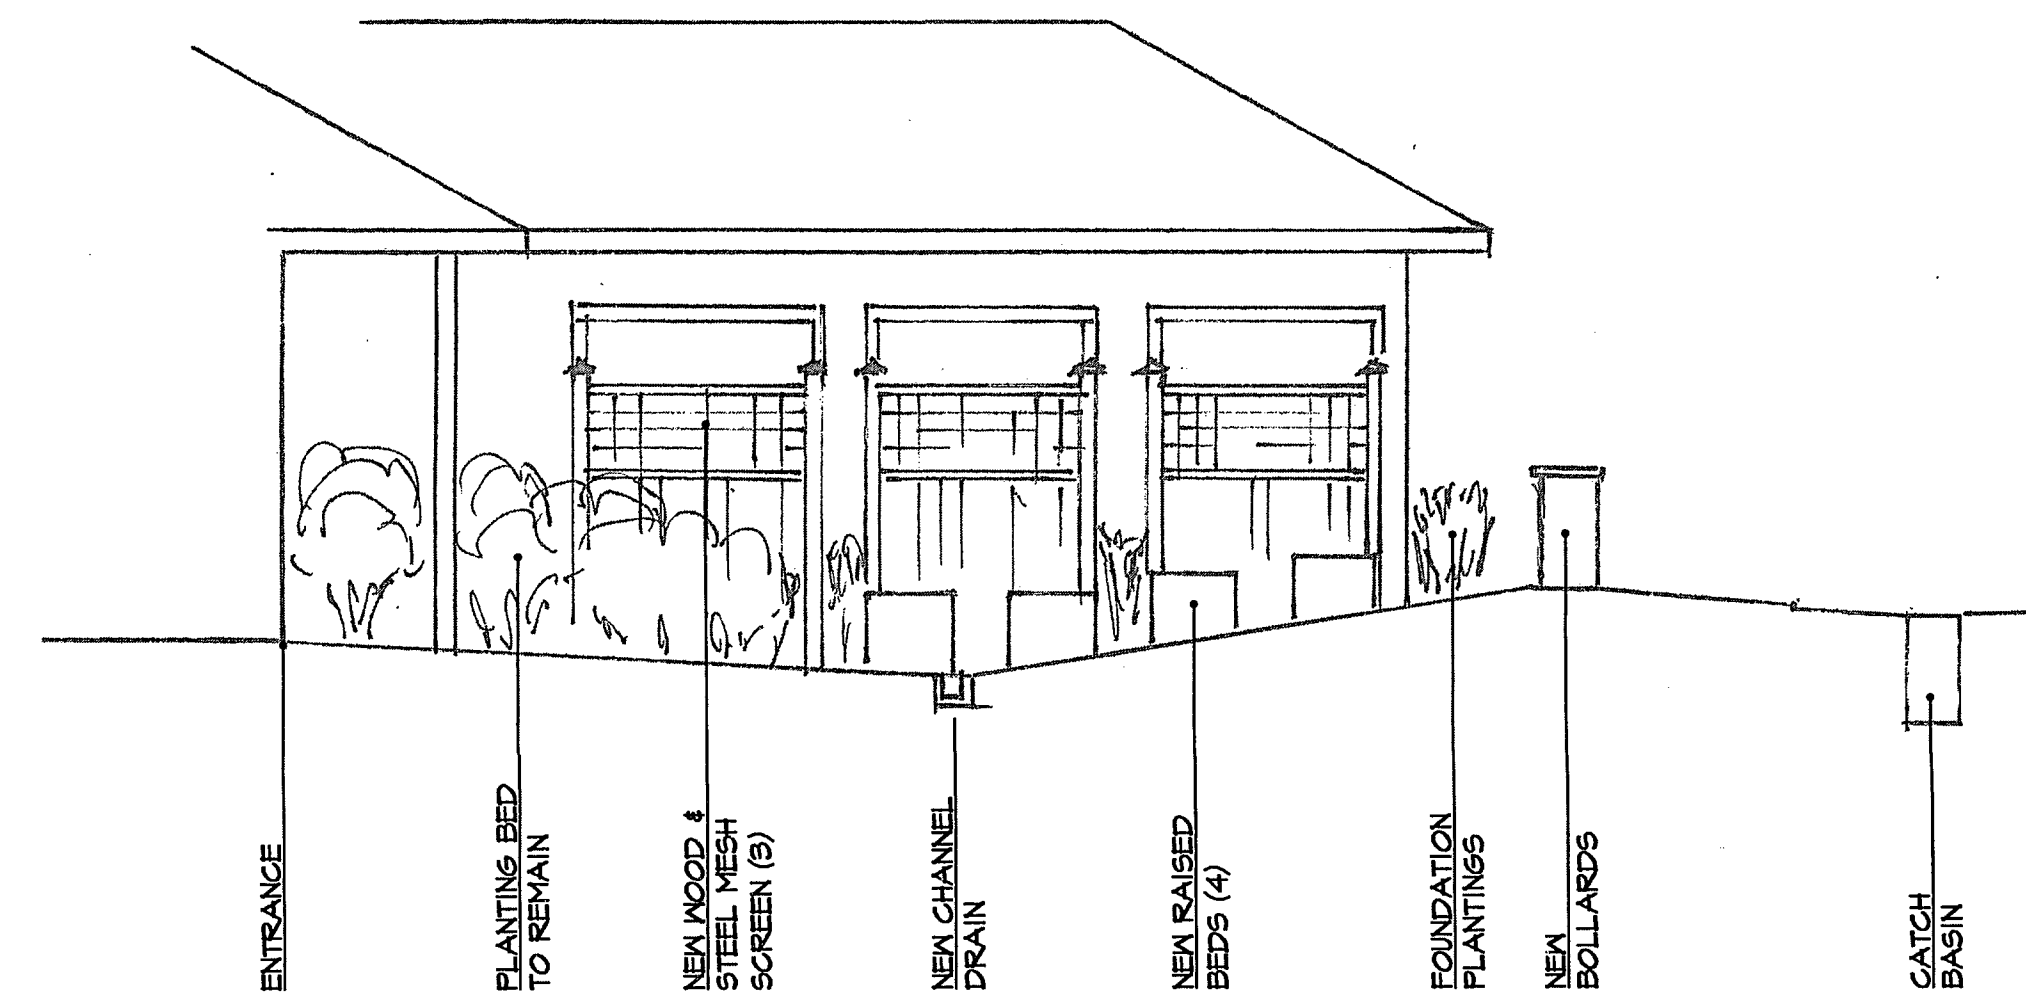 ENTRANCE
PLANTING BED
TO REMAIN
NEW WOOD &
STEEL MESH
SCREEN (3)
NEW CHANNEL
DRAIN
NEW RAISED
BEDS (4)
FOUNDATION
PLANTINGS
NEW
BOLLARDS
CATCH
BASIN